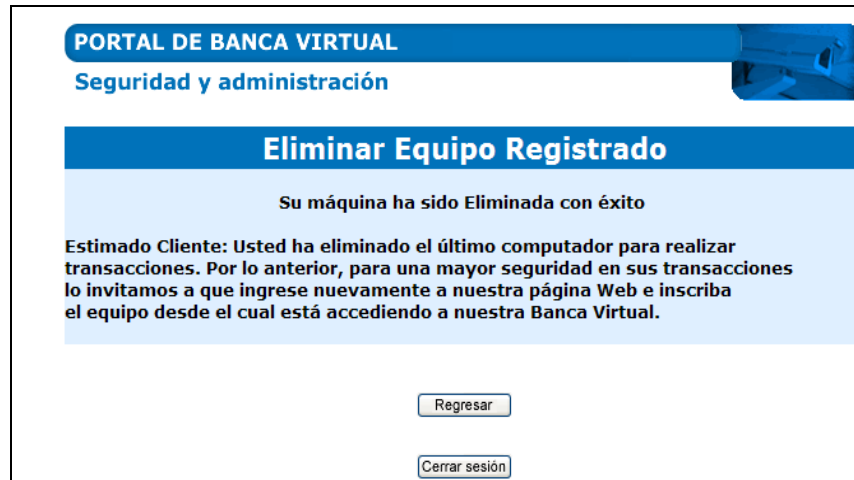 PORTAL DE BANCA VIRTUAL
Seguridad y administración
Eliminar Equipo Registrado
Su máquina ha sido Eliminada con éxito
Estimado Cliente: Usted ha eliminado el último computador para realizar
transacciones. Por lo anterior, para una mayor seguridad en sus transacciones
lo invitamos a que ingrese nuevamente a nuestra página Web e inscriba
el equipo desde el cual está accediendo a nuestra Banca Virtual.
Regresar
Cerrar sesión